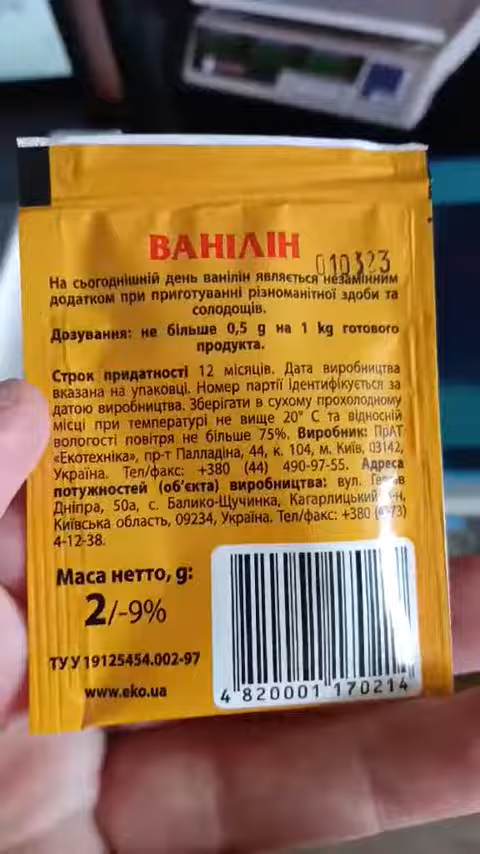 ВАНІЛІН
010323
На сьогоднішній день ванілін являється незамінним
додатком при приготуванні різноманітної здоби та
солодощів.
Дозування: не більше 0,5 g на 1 kg готового
продукта.
Строк придатності 12 місяців. Дата виробництва
вказана на упаковці. Номер партії ідентифікується за
датою виробництва. Зберігати в сухому прохолодному
місці при температурі не вище 20° С та відносній
вологості повітря не більше 75%. Виробник: ПрАТ
«Екотехніка», пр-т Палладіна, 44, к. 104, м. Київ, 03142,
Україна. Тел/факс: +380 (44) 490-97-55. Адреса
потужностей (об'єкта) виробництва: вул.
Дніпра, 50а, с. Балико-Щучинка, Кагарлицький
Київська область, 09234, Україна. Тел/факс: +380
4-12-38.
Маса нетто, g:
2/-9%
ТУ У 19125454.002-97
www.eko.ua
4 820001 170214